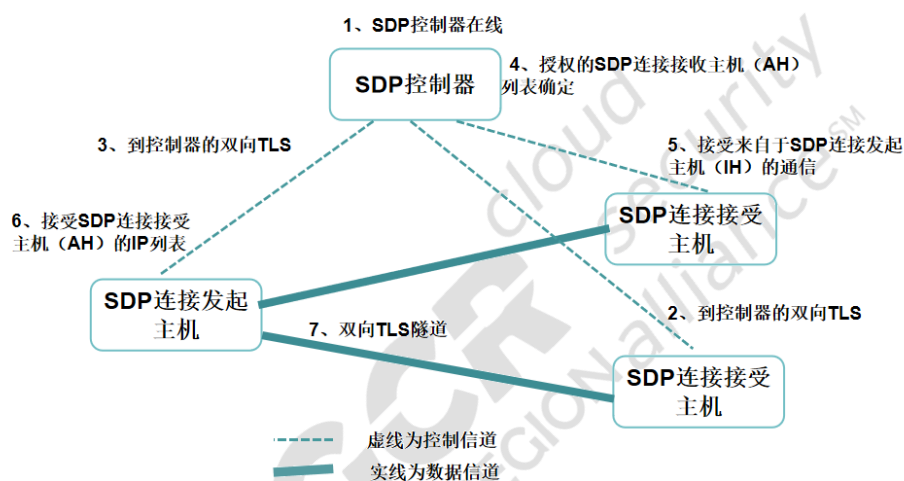 1、SDP控制器在线
SDP控制器
4、授权的SDP连接接收主机（AH）
列表确定
3、到控制器的双向TLS
5、接受来自于SDP连接发起
主机（IH）的通信
6、接受SDP连接接受
主机（AH）的IP列表
SDP连接接受
主机
SDP连接发起
主机
2、到控制器的双向TLS
7、双向TLS隧道
SDP连接接受
主机
虚线为控制信道
实线为数据信道
cloud
security
alliance℠
CR
REGION